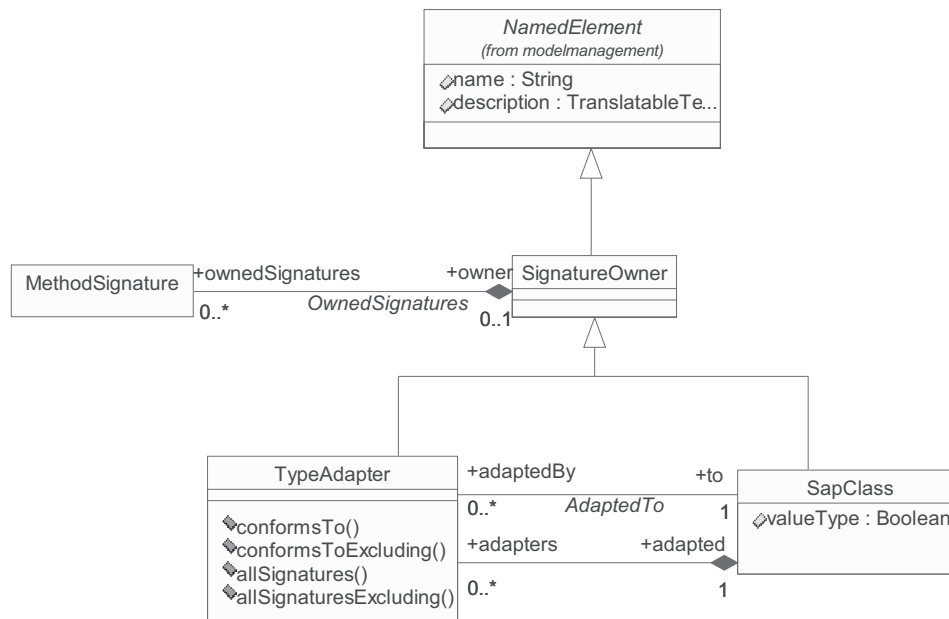 NamedElement
(from modelmanagement)
name : String
description : TranslatableTe...
MethodSignature
+ownedSignatures
0..*
OwnedSignatures
+owner
0..1
SignatureOwner
TypeAdapter
conformsTo()
conformsToExcluding()
allSignatures()
allSignaturesExcluding()
+adaptedBy
+to
0..*
AdaptedTo
1
+adapters
+adapted
0..*
1
SapClass
valueType : Boolean